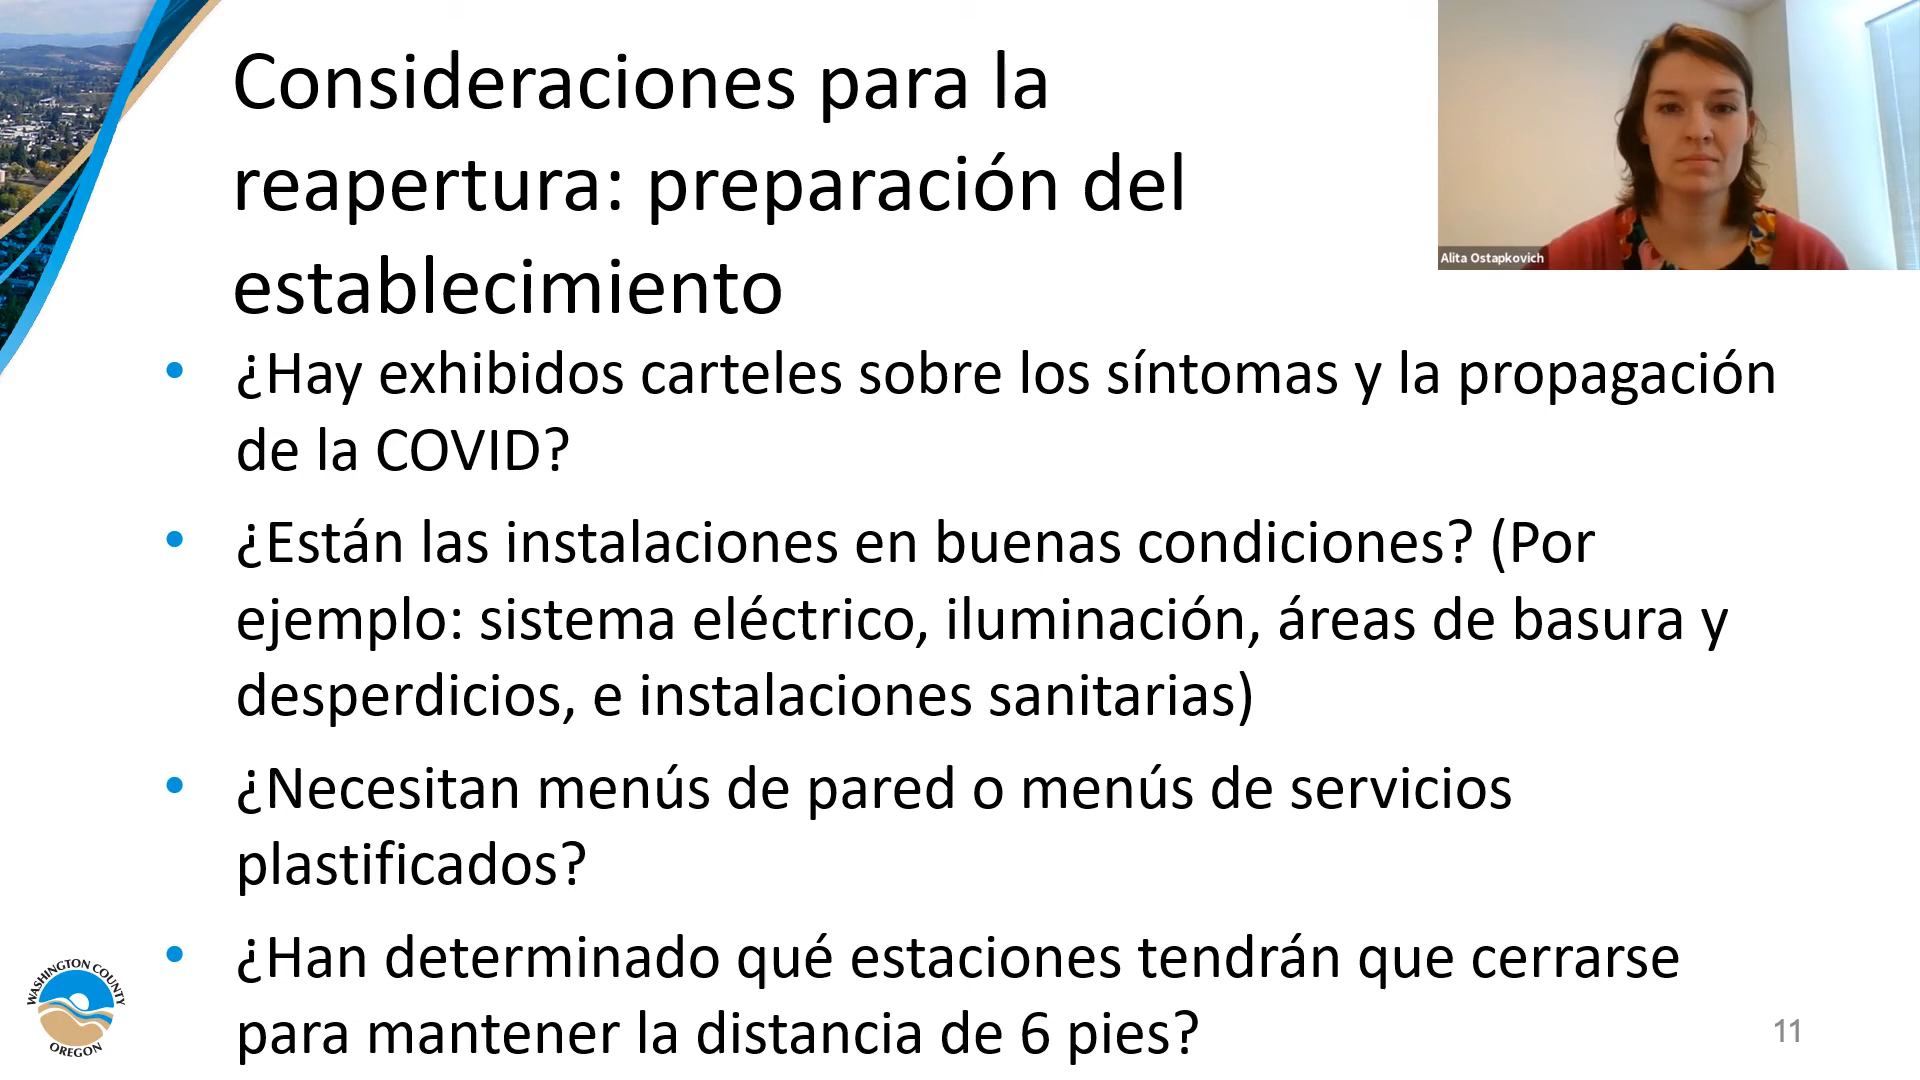 Consideraciones para la
reapertura: preparación del
establecimiento
Alita Ostapkovich
• ¿Hay exhibidos carteles sobre los síntomas y la propagación
de la COVID?
• ¿Están las instalaciones en buenas condiciones? (Por
ejemplo: sistema eléctrico, iluminación, áreas de basura y
desperdicios, e instalaciones sanitarias)
• ¿Necesitan menús de pared o menús de servicios
plastificados?
• ¿Han determinado qué estaciones tendrán que cerrarse
para mantener la distancia de 6 pies?
WASHINGTON COUNTY
OREGON
11